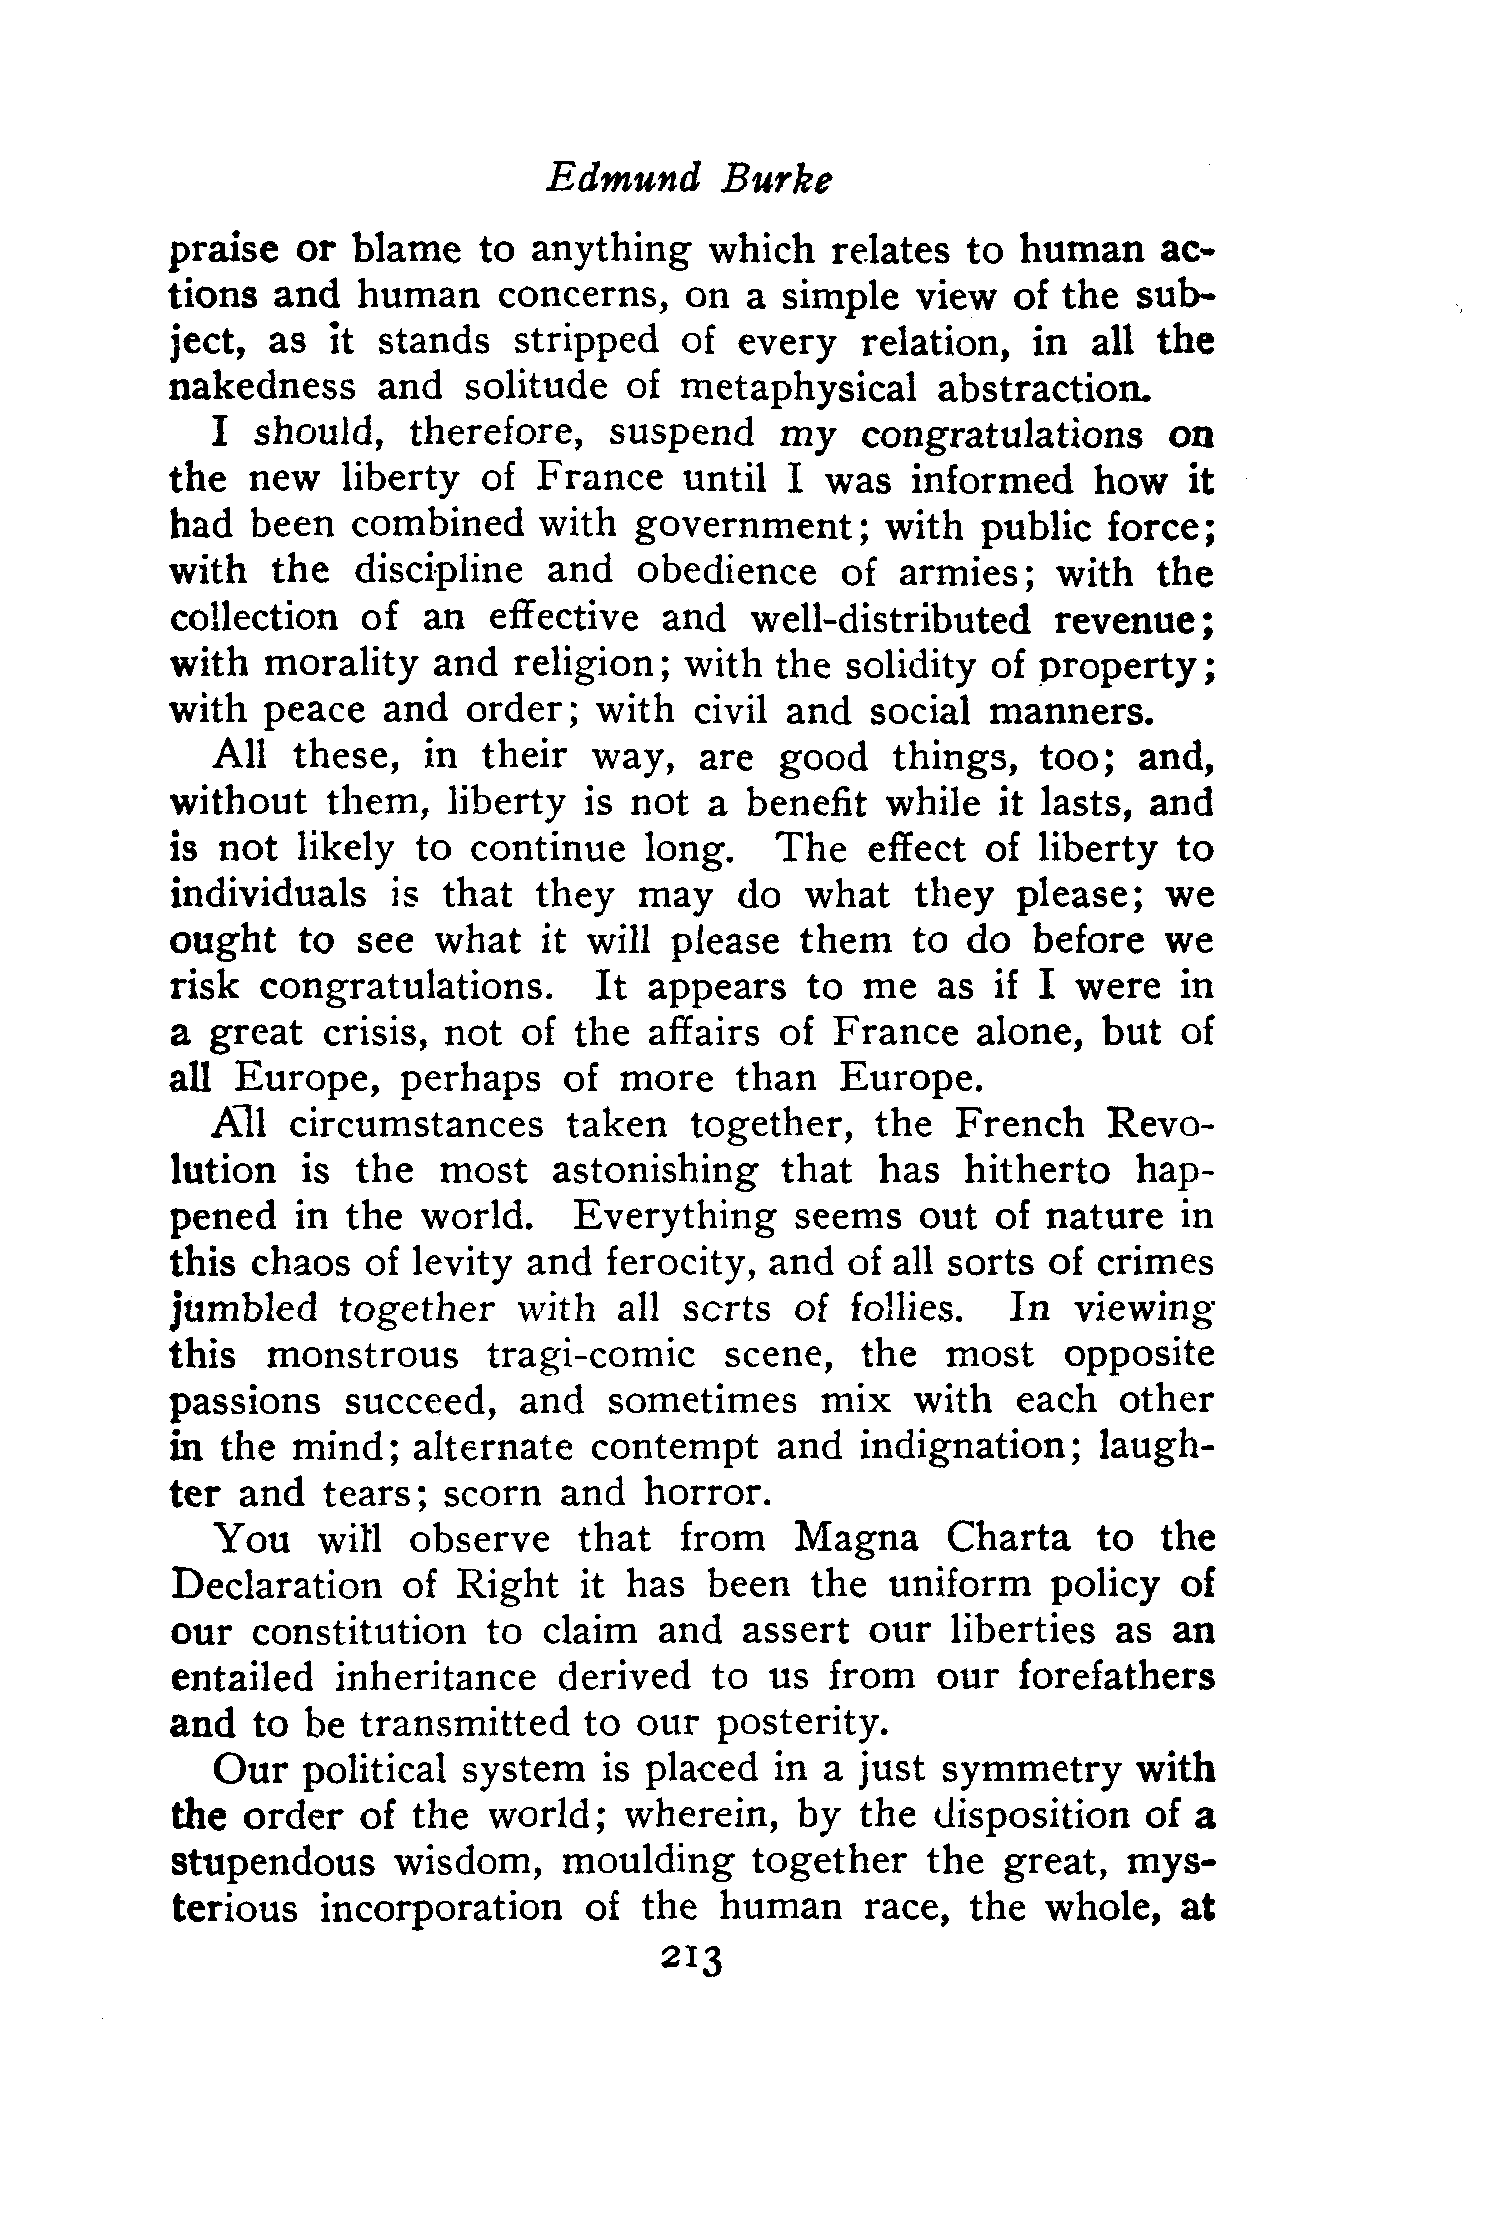 Edmund Burke
praise or blame to anything which relates to human ac-
tions and human concerns, on a simple view of the sub-
ject, as it stands stripped of every relation, in all the
nakedness and solitude of metaphysical abstraction.
I should, therefore, suspend my congratulations on
the new liberty of France until I was informed how it
had been combined with government; with public force;
with the discipline and obedience of armies; with the
collection of an effective and well-distributed revenue;
with morality and religion; with the solidity of property;
with peace and order; with civil and social manners.
All these, in their way, are good things, too; and,
without them, liberty is not a benefit while it lasts, and
is not likely to continue long. The effect of liberty to
individuals is that they may do what they please; we
ought to see what it will please them to do before we
risk congratulations. It appears to me as if I were in
a great crisis, not of the affairs of France alone, but of
all Europe, perhaps of more than Europe.
All circumstances taken together, the French Revo-
lution is the most astonishing that has hitherto hap-
pened in the world. Everything seems out of nature in
this chaos of levity and ferocity, and of all sorts of crimes
jumbled together with all sorts of follies. In viewing
this monstrous tragi-comic scene, the most opposite
passions succeed, and sometimes mix with each other
in the mind; alternate contempt and indignation; laugh-
ter and tears; scorn and horror.
You will observe that from Magna Charta to the
Declaration of Right it has been the uniform policy of
our constitution to claim and assert our liberties as an
entailed inheritance derived to us from our forefathers
and to be transmitted to our posterity.
Our political system is placed in a just symmetry with
the order of the world; wherein, by the disposition of a
stupendous wisdom, moulding together the great, mys-
terious incorporation of the human race, the whole, at
213